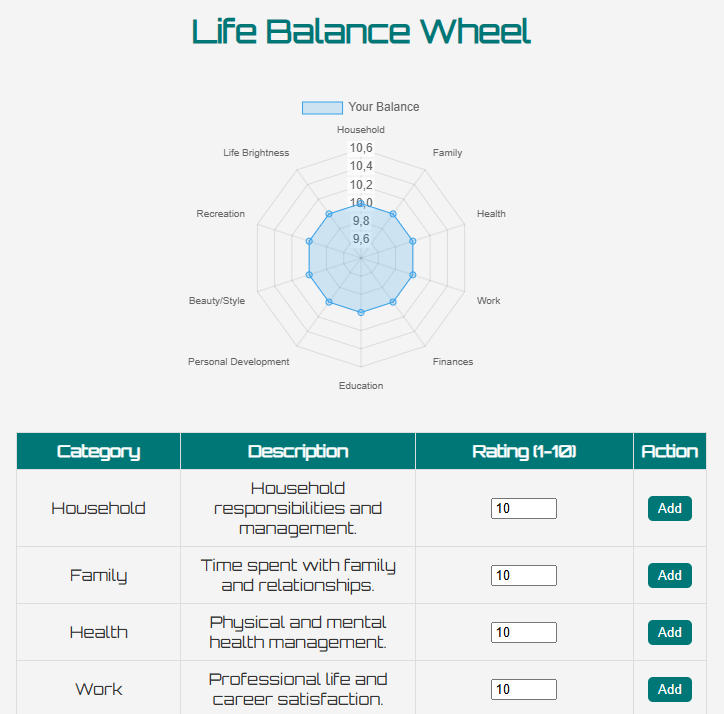 Life Balance Wheel
Your Balance
Household
10,6
Life Brightness
Family
10,4
10,2
10,0
Recreation
Health
9,8
9,6
Beauty/Style
Work
Personal Development
Finances
Education
Category Description Rating (1-10) Action
Household
responsibilities and
management.
Household 10 Add
Time spent with family
and relationships.
Family 10 Add
Physical and mental
health management.
Health 10 Add
Professional life and
career satisfaction.
Work 10 Add